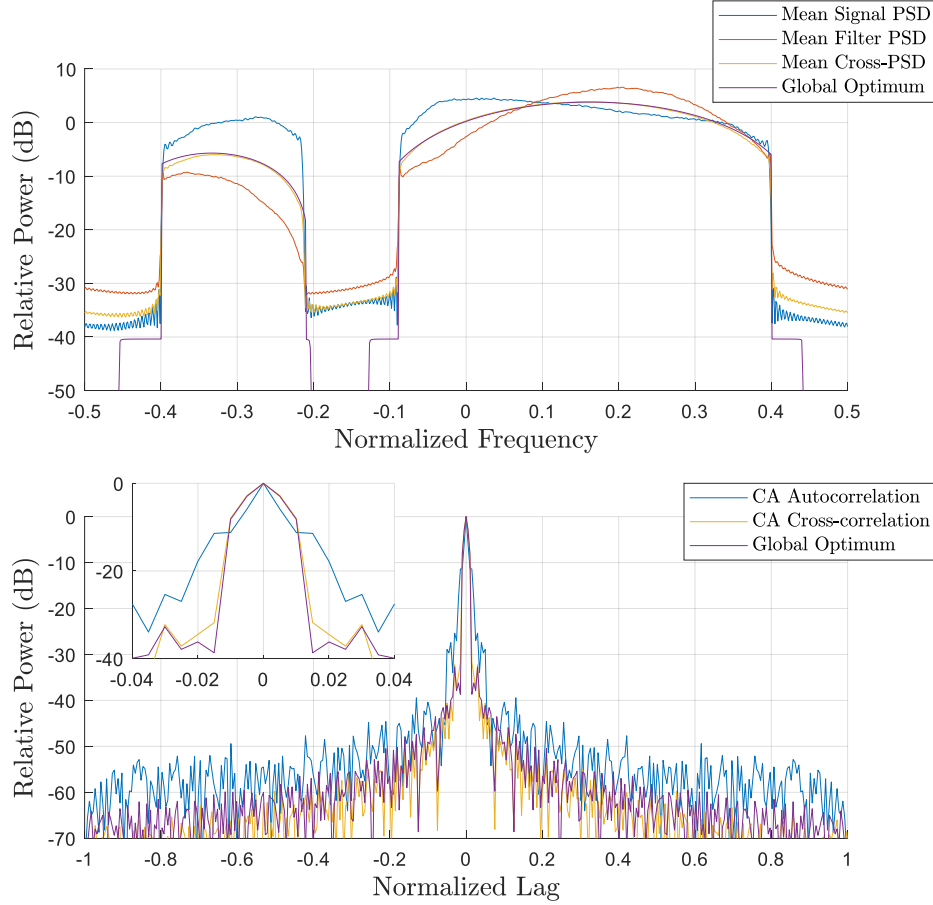 Mean Signal PSD
Mean Filter PSD
Mean Cross-PSD
Global Optimum
10
0
-10
-20
-30
-40
-50
Relative Power (dB)
-0.5 -0.4 -0.3 -0.2 -0.1 0 0.1 0.2 0.3 0.4 0.5
Normalized Frequency
CA Autocorrelation
CA Cross-correlation
Global Optimum
0
-20
-40
-0.04 -0.02 0 0.02 0.04
0
-10
-20
-30
-40
-50
-60
-70
Relative Power (dB)
-1 -0.8 -0.6 -0.4 -0.2 0 0.2 0.4 0.6 0.8 1
Normalized Lag